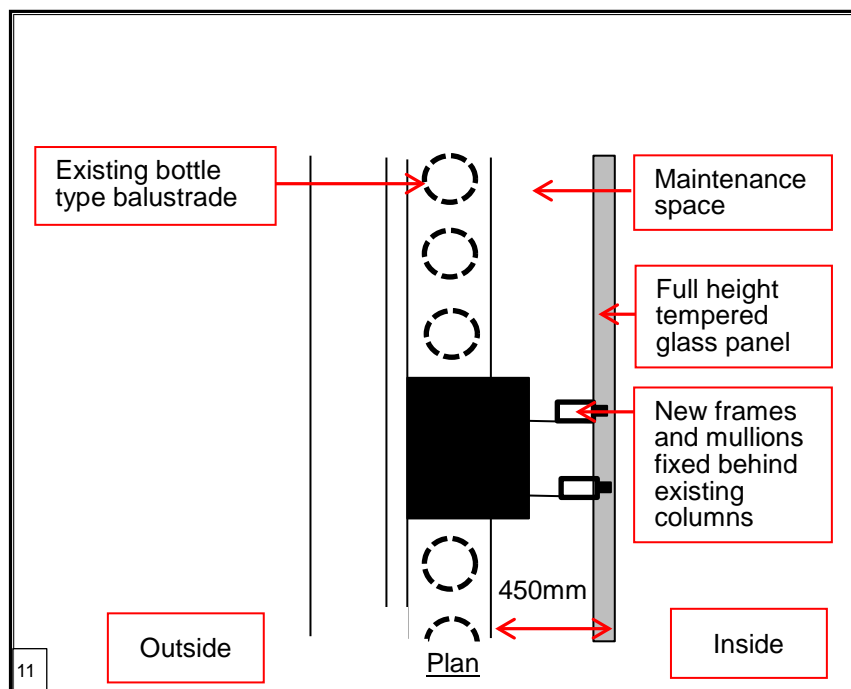 Existing bottle
type balustrade
Maintenance
space
Full height
tempered
glass panel
New frames
and mullions
fixed behind
existing
columns
450mm
Outside
Plan
Inside
11